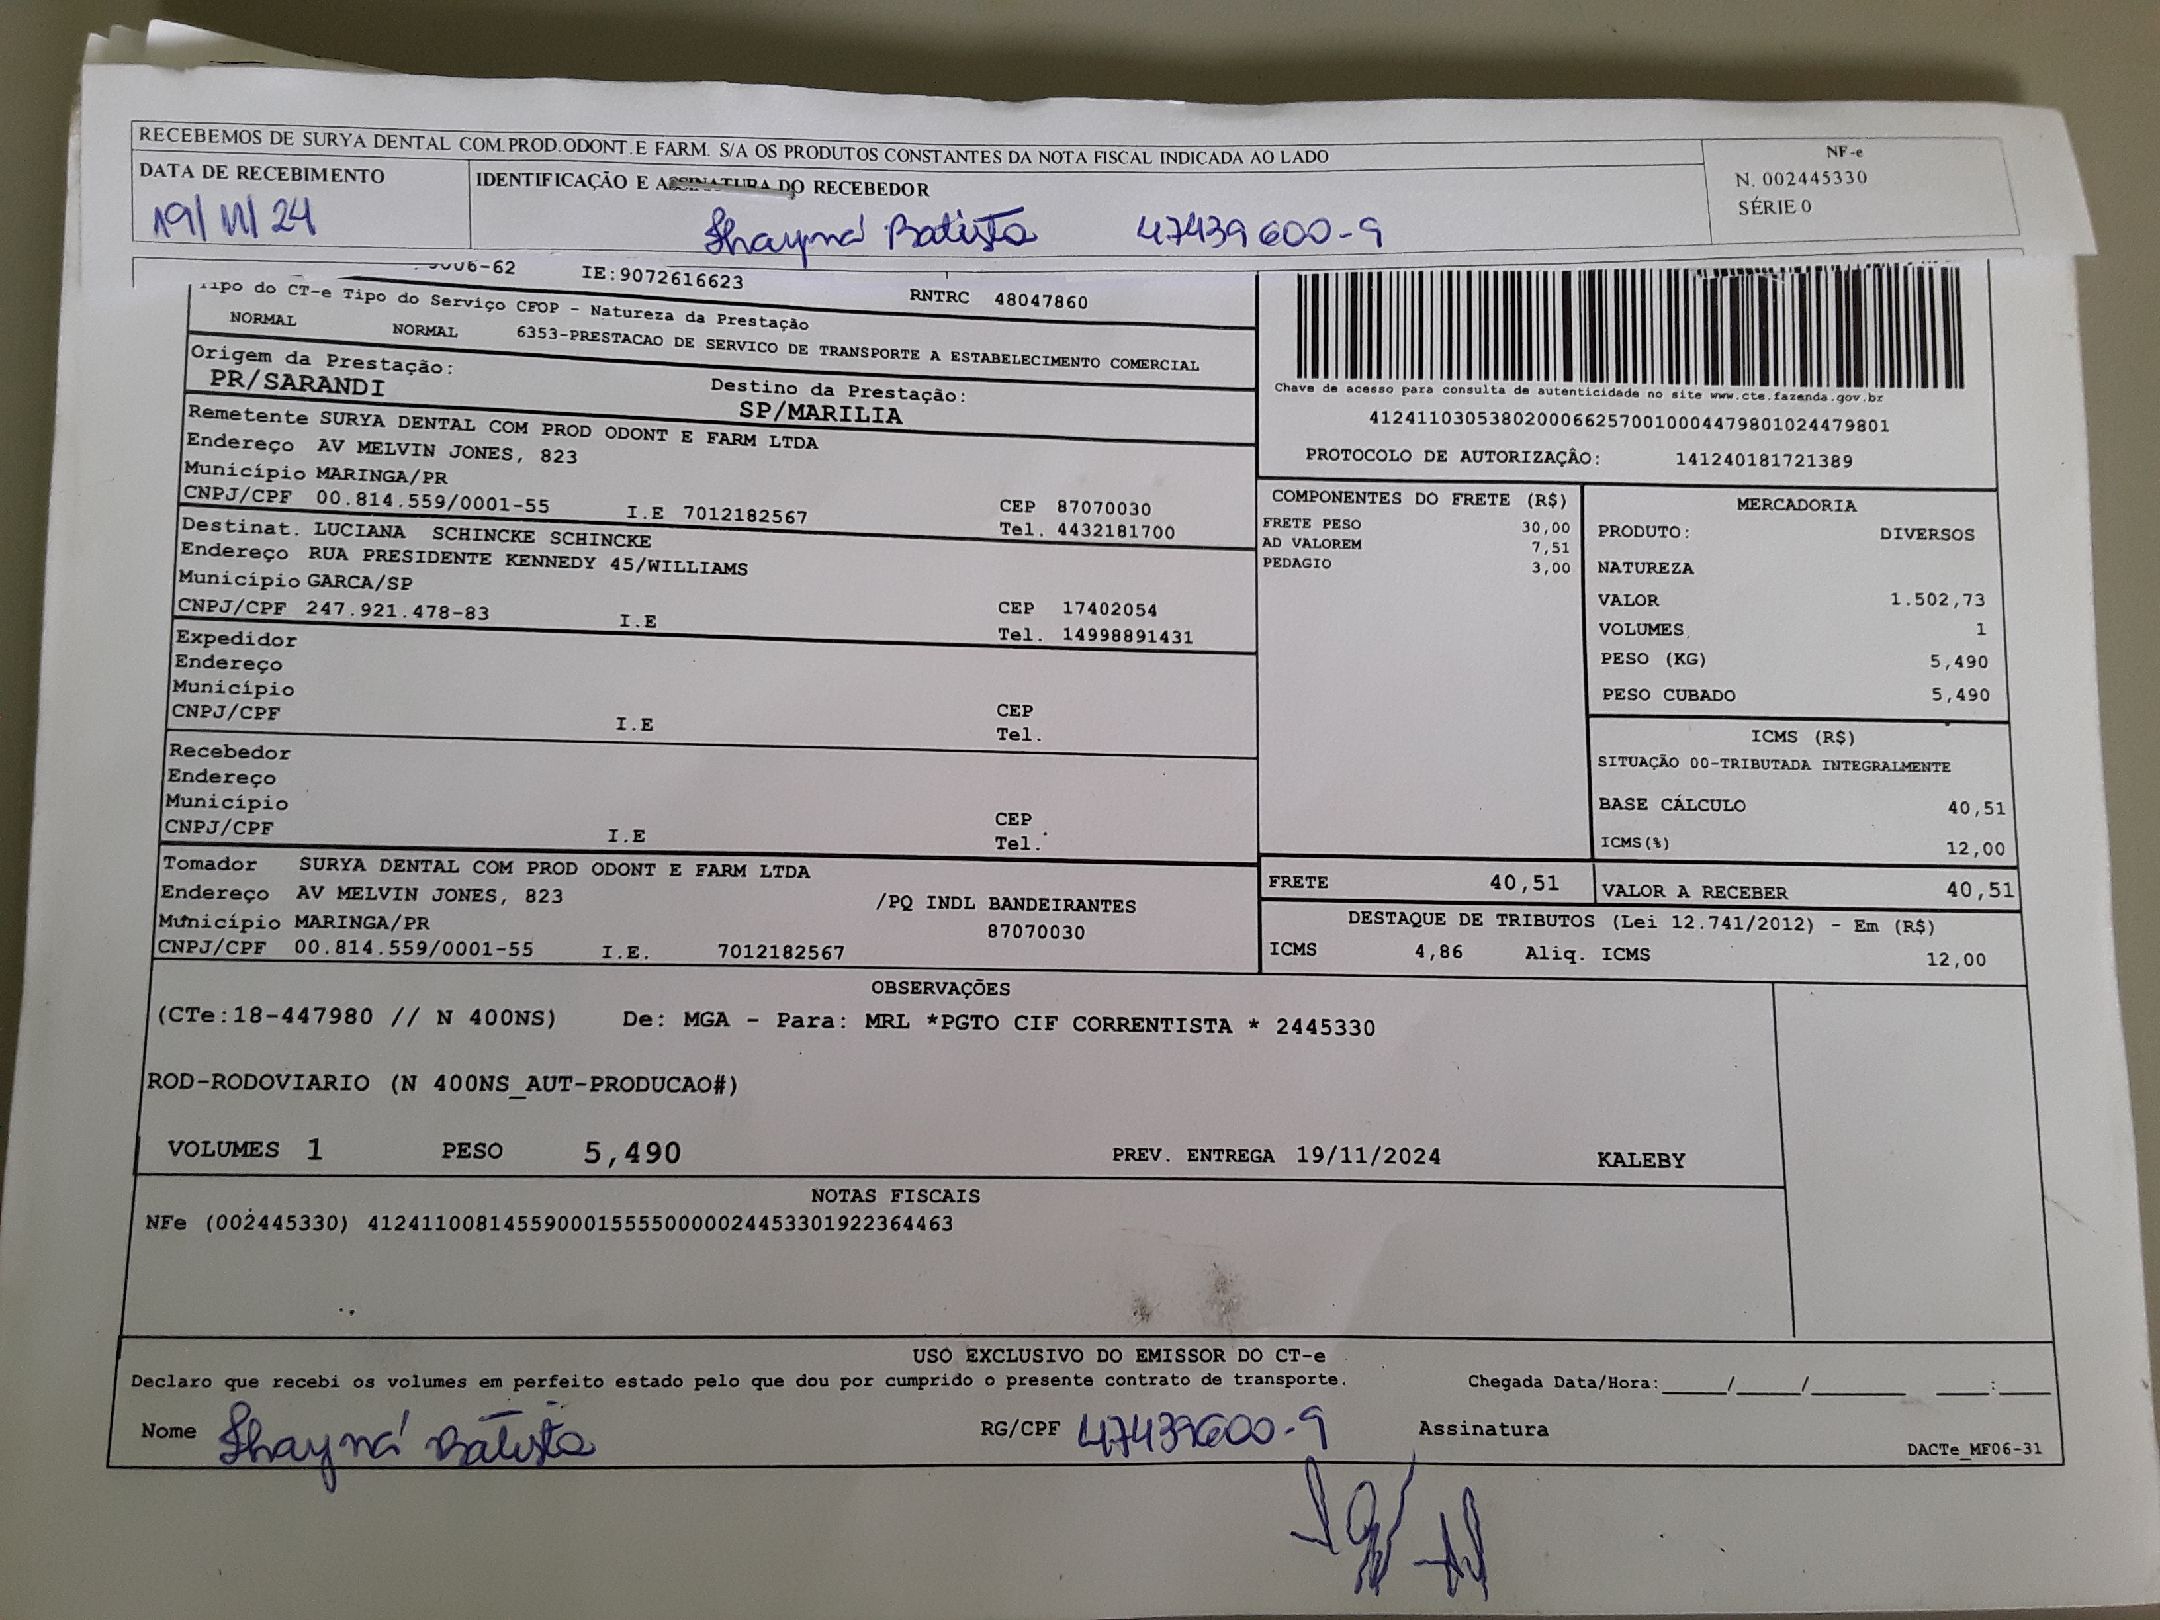 RECEBEMOS DE SURYA DENTAL COM.PROD.ODONT.E FARM. S/A OS PRODUTOS CONSTANTES DA NOTA FISCAL INDICADA AO LADO
NF-e
N. 002445330
SÉRIE 0
DATA DE RECEBIMENTO
19/11/24
IDENTIFICAÇÃO E ASSINATURA DO RECEBEDOR
Thayná Batista 47439600-9
06-62 IE:9072616623 RNTRC 48047860
Tipo do CT-e Tipo do Serviço CFOP - Natureza da Prestação
NORMAL NORMAL 6353-PRESTACAO DE SERVICO DE TRANSPORTE A ESTABELECIMENTO COMERCIAL
Origem da Prestação: Destino da Prestação:
PR/SARANDI SP/MARILIA
Remetente SURYA DENTAL COM PROD ODONT E FARM LTDA
Endereço AV MELVIN JONES, 823
Município MARINGA/PR CEP 87070030
CNPJ/CPF 00.814.559/0001-55 I.E 7012182567 Tel. 4432181700
Destinat. LUCIANA SCHINCKE SCHINCKE
Endereço RUA PRESIDENTE KENNEDY 45/WILLIAMS
Município GARCA/SP CEP 17402054
CNPJ/CPF 247.921.478-83 I.E Tel. 14998891431
Expedidor
Endereço
Município CEP
CNPJ/CPF I.E Tel.
Recebedor
Endereço
Município CEP
CNPJ/CPF I.E Tel.
Tomador SURYA DENTAL COM PROD ODONT E FARM LTDA
Endereço AV MELVIN JONES, 823 /PQ INDL BANDEIRANTES
Município MARINGA/PR 87070030
CNPJ/CPF 00.814.559/0001-55 I.E. 7012182567
Chave de acesso para consulta de autenticidade no site www.cte.fazenda.gov.br
41241103053802000662570010004479801024479801
PROTOCOLO DE AUTORIZAÇÃO: 141240181721389
COMPONENTES DO FRETE (R$)
FRETE PESO 30,00
AD VALOREM 7,51
PEDAGIO 3,00
MERCADORIA
PRODUTO: DIVERSOS
NATUREZA
VALOR 1.502,73
VOLUMES 1
PESO (KG) 5,490
PESO CUBADO 5,490
ICMS (R$)
SITUAÇÃO 00-TRIBUTADA INTEGRALMENTE
BASE CÁLCULO 40,51
ICMS(%) 12,00
FRETE 40,51 VALOR A RECEBER 40,51
DESTAQUE DE TRIBUTOS (Lei 12.741/2012) - Em (R$)
ICMS 4,86 Aliq. ICMS 12,00
OBSERVAÇÕES
(CTe:18-447980 // N 400NS) De: MGA - Para: MRL *PGTO CIF CORRENTISTA * 2445330
ROD-RODOVIARIO (N 400NS_AUT-PRODUCAO#)
VOLUMES 1 PESO 5,490 PREV. ENTREGA 19/11/2024 KALEBY
NOTAS FISCAIS
NFe (002445330) 41241100814559000155550000024453301922364463
USO EXCLUSIVO DO EMISSOR DO CT-e
Declaro que recebi os volumes em perfeito estado pelo que dou por cumprido o presente contrato de transporte. Chegada Data/Hora:____/____/______ ___:___
Nome Thayná Batista RG/CPF 47439600-9 Assinatura
DACTe_MF06-31